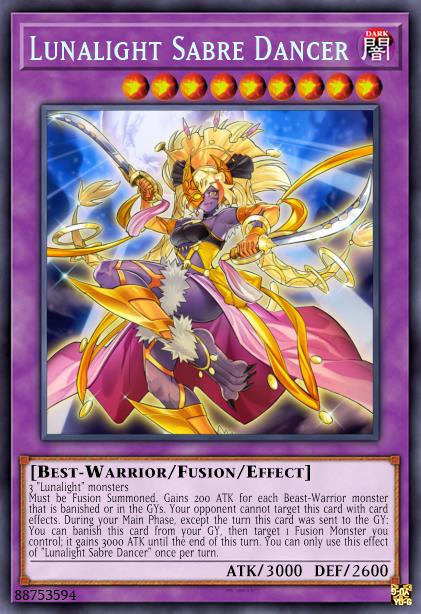 Lunalight Sabre Dancer
DARK
闇
[Best-Warrior/Fusion/Effect]
3 "Lunalight" monsters
Must be Fusion Summoned. Gains 200 ATK for each Beast-Warrior monster
that is banished or in the GYs. Your opponent cannot target this card with card
effects. During your Main Phase, except the turn this card was sent to the GY:
You can banish this card from your GY, then target 1 Fusion Monster you
control; it gains 3000 ATK until the end of this turn. You can only use this effect
of "Lunalight Sabre Dancer" once per turn.
ATK/3000 DEF/2600
88753594